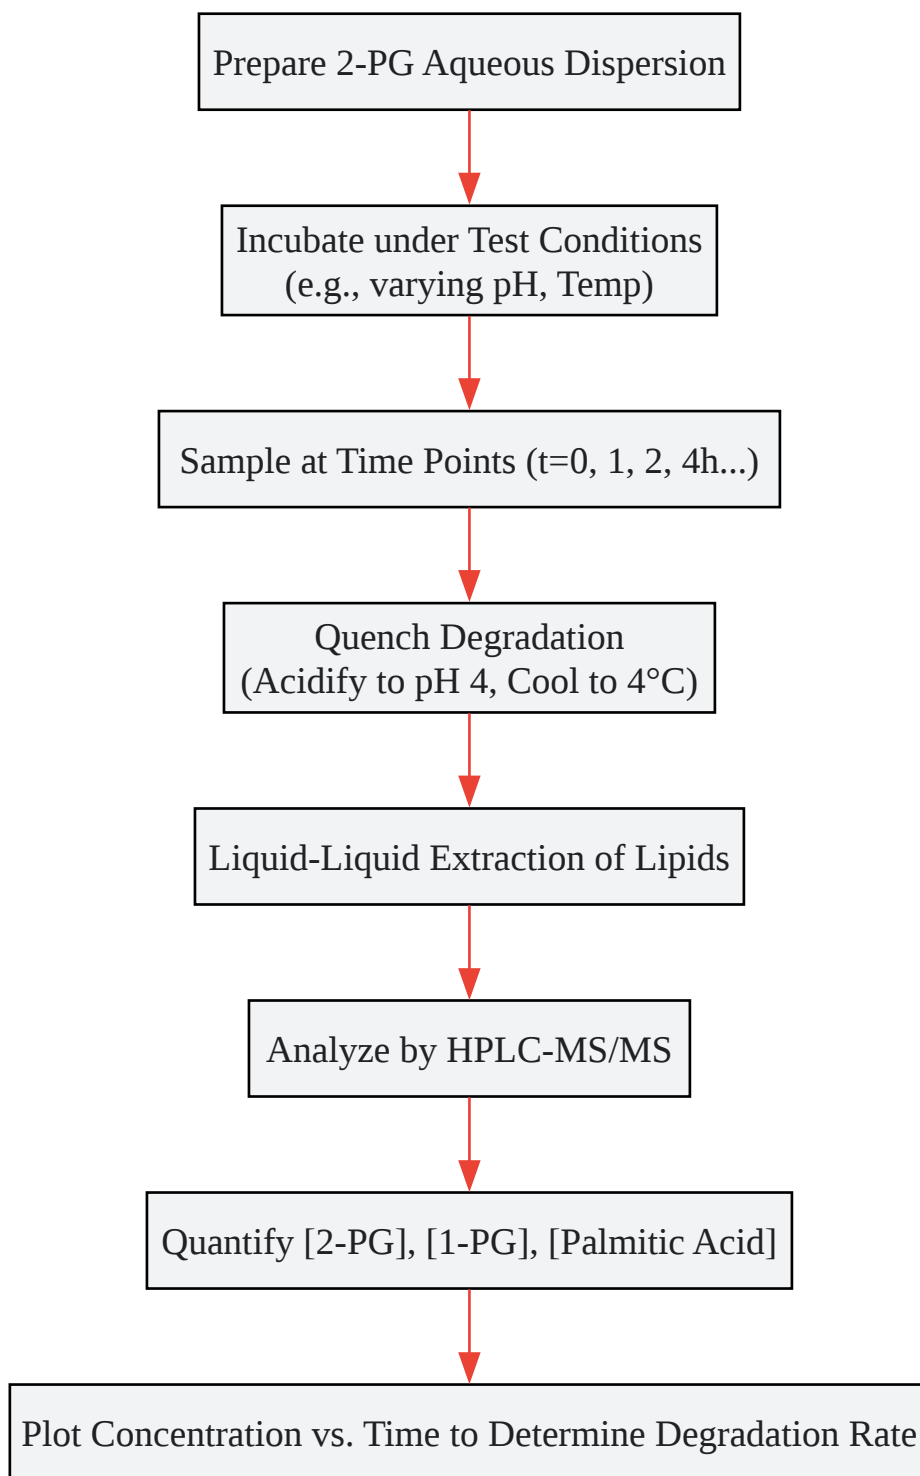 Prepare 2-PG Aqueous Dispersion
Incubate under Test Conditions
(e.g., varying pH, Temp)
Sample at Time Points (t=0, 1, 2, 4h...)
Quench Degradation
(Acidify to pH 4, Cool to 4°C)
Liquid-Liquid Extraction of Lipids
Analyze by HPLC-MS/MS
Quantify [2-PG], [1-PG], [Palmitic Acid]
Plot Concentration vs. Time to Determine Degradation Rate